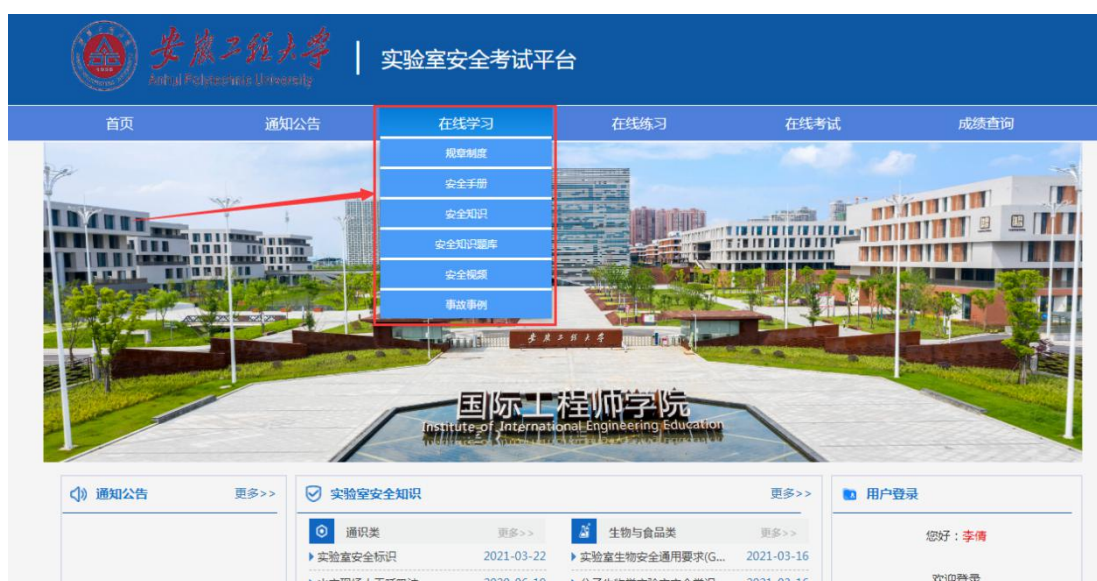 安徽工程大学
Anhui Polytechnic University
实验室安全考试平台
首页 通知公告 在线学习 在线练习 在线考试 成绩查询
规章制度
安全手册
安全知识
安全知识题库
安全视频
事故事例
安徽工程大学
国际工程师学院
Institute of International Engineering Education
通知公告 更多>> 实验室安全知识 更多>> 用户登录
通识类 更多>> 生物与食品类 更多>>
您好：李倩
实验室安全标识 2021-03-22 实验室生物安全通用要求(G... 2021-03-16